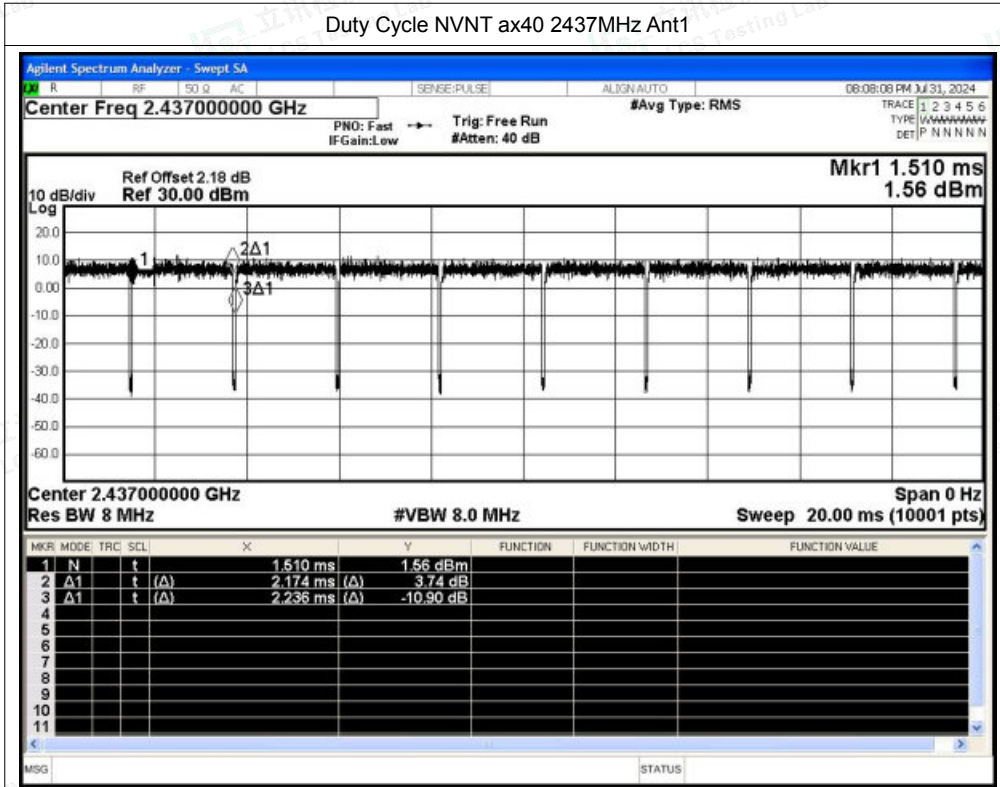 Duty Cycle NVNT ax40 2437MHz Ant1
Agilent Spectrum Analyzer - Swept SA
R RF 50 Ω AC SENSE:PULSE ALIGN AUTO 08:08:08 PM Jul 31, 2024
Center Freq 2.437000000 GHz #Avg Type: RMS TRACE 1 2 3 4 5 6
PNO: Fast Trig: Free Run TYPE
IFGain:Low #Atten: 40 dB DET P N N N N N
Mkr1 1.510 ms
Ref Offset 2.18 dB
10 dB/div Ref 30.00 dBm 1.56 dBm
Log
20.0
10.0
0.00
-10.0
-20.0
-30.0
-40.0
-50.0
-60.0
1
2Δ1
3Δ1
Center 2.437000000 GHz Span 0 Hz
Res BW 8 MHz #VBW 8.0 MHz Sweep 20.00 ms (10001 pts)
MKR MODE TRC SCL X Y FUNCTION FUNCTION WIDTH FUNCTION VALUE
1 N t 1.510 ms 1.56 dBm
2 Δ1 t (Δ) 2.174 ms (Δ) 3.74 dB
3 Δ1 t (Δ) 2.236 ms (Δ) -10.90 dB
4
5
6
7
8
9
10
11
MSG STATUS